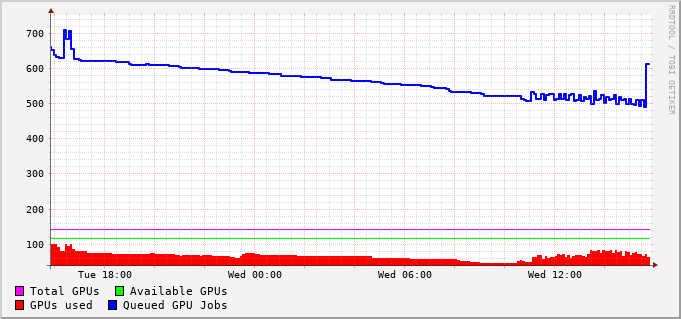 700
600
500
400
300
200
100
Tue 18:00 Wed 00:00 Wed 06:00 Wed 12:00
Total GPUs Available GPUs
GPUs used Queued GPU Jobs
RRDTOOL / TOBI OETIKER